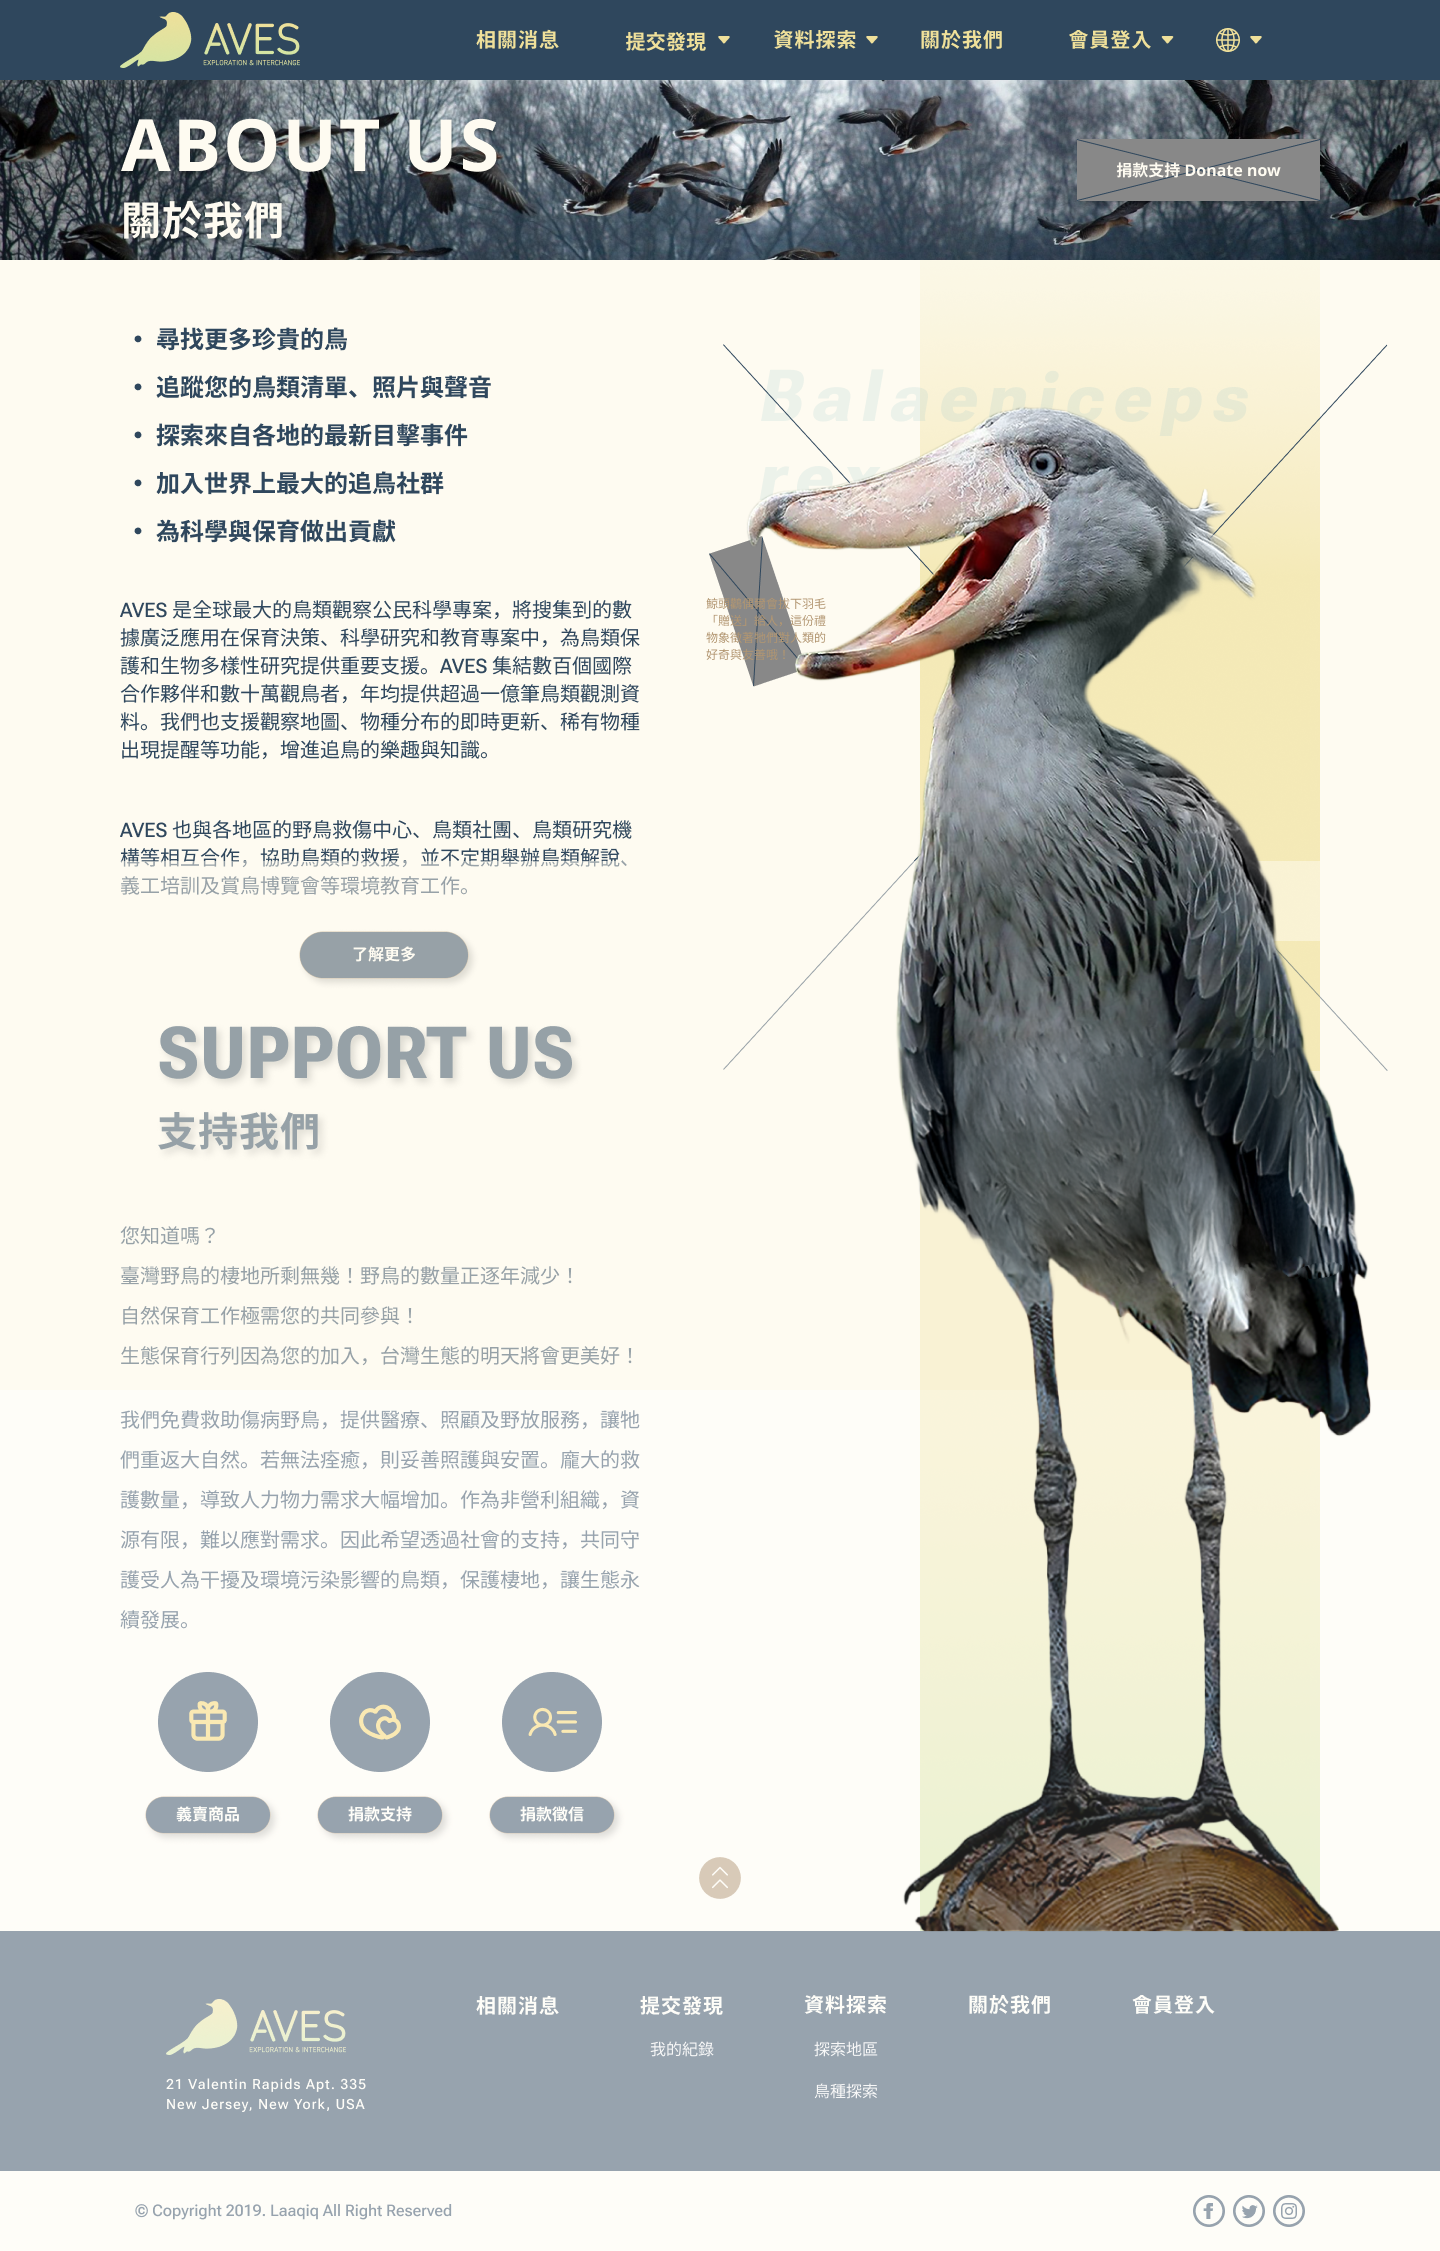 AVES
EXPLORATION & INTERCHANGE
相關消息
提交發現
資料探索
關於我們
會員登入
ABOUT US
關於我們
捐款支持 Donate now
• 尋找更多珍貴的鳥
• 追蹤您的鳥類清單、照片與聲音
• 探索來自各地的最新目擊事件
• 加入世界上最大的追鳥社群
• 為科學與保育做出貢獻
Balaeniceps
rex
AVES 是全球最大的鳥類觀察公民科學專案，將搜集到的數
據廣泛應用在保育決策、科學研究和教育專案中，為鳥類保
護和生物多樣性研究提供重要支援。AVES 集結數百個國際
合作夥伴和數十萬觀鳥者，年均提供超過一億筆鳥類觀測資
料。我們也支援觀察地圖、物種分布的即時更新、稀有物種
出現提醒等功能，增進追鳥的樂趣與知識。
下羽毛
這份禮
物象 人類的
好奇與
AVES 也與各地區的野鳥救傷中心、鳥類社團、鳥類研究機
構等相互合作，協助鳥類的救援，並不定期舉辦鳥類解說、
義工培訓及賞鳥博覽會等環境教育工作。
了解更多
SUPPORT US
支持我們
您知道嗎？
臺灣野鳥的棲地所剩無幾！野鳥的數量正逐年減少！
自然保育工作極需您的共同參與！
生態保育行列因為您的加入，台灣生態的明天將會更美好！
我們免費救助傷病野鳥，提供醫療、照顧及野放服務，讓牠
們重返大自然。若無法痊癒，則妥善照護與安置。龐大的救
護數量，導致人力物力需求大幅增加。作為非營利組織，資
源有限，難以應對需求。因此希望透過社會的支持，共同守
護受人為干擾及環境污染影響的鳥類，保護棲地，讓生態永
續發展。
義賣商品
捐款支持
捐款徵信
AVES
EXPLORATION & INTERCHANGE
21 Valentin Rapids Apt. 335
New Jersey, New York, USA
相關消息
提交發現
我的紀錄
資料探索
探索地區
鳥種探索
關於我們
會員登入
© Copyright 2019. Laaqiq All Right Reserved